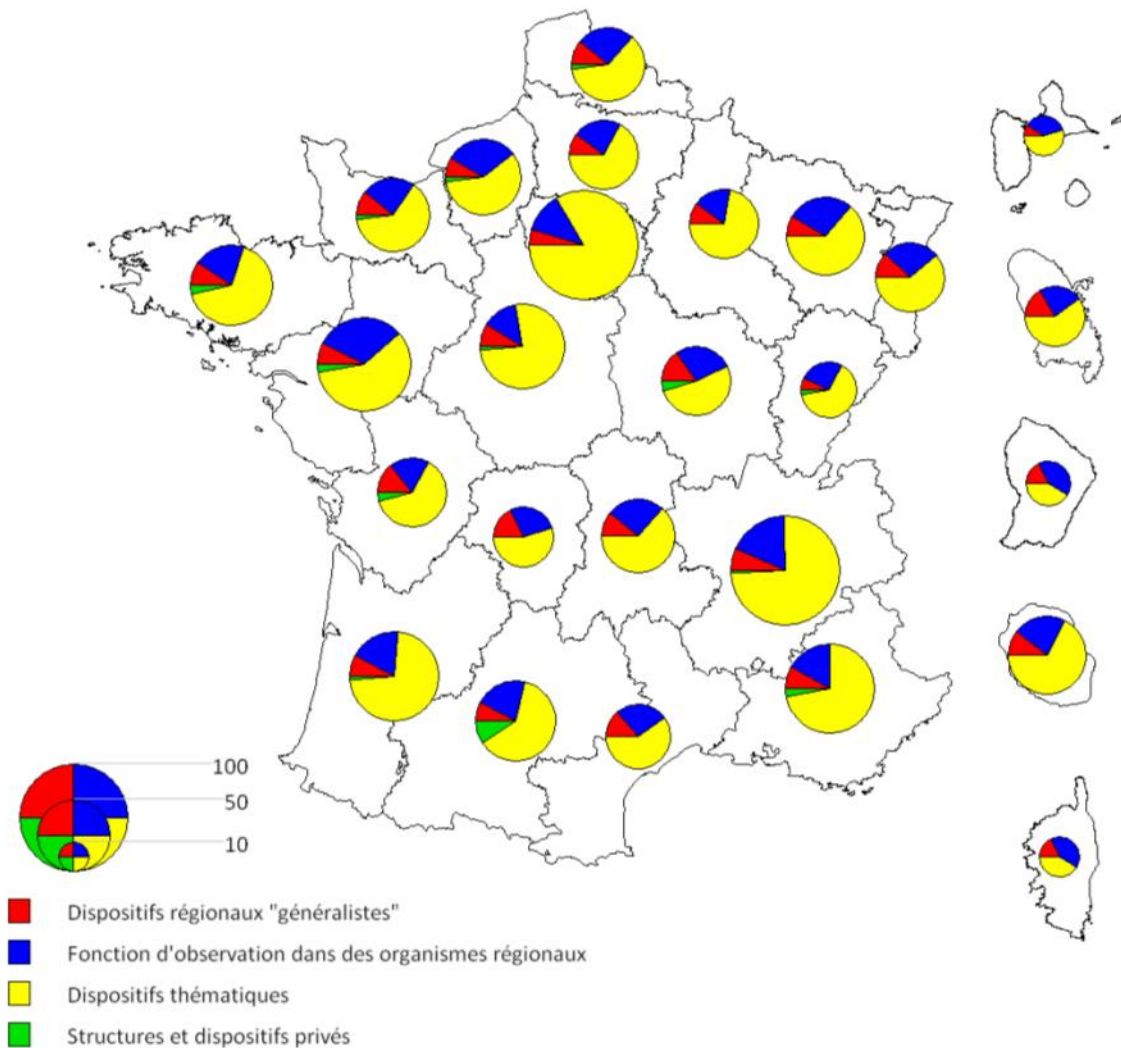 100
50
10
Dispositifs régionaux "généralistes"
Fonction d'observation dans des organismes régionaux
Dispositifs thématiques
Structures et dispositifs privés